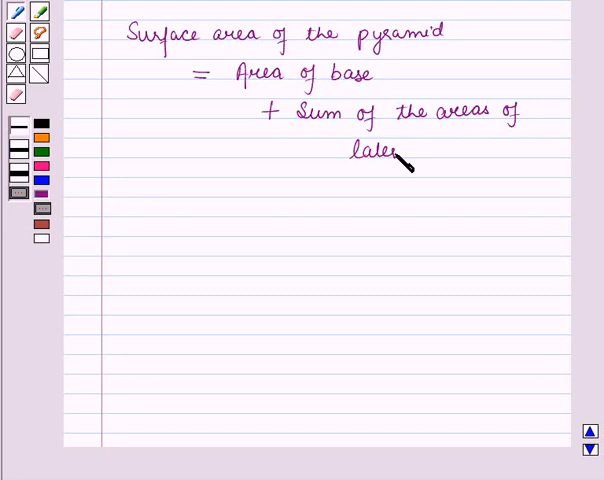 Surface area of the pyramid
= Area of base
+ Sum of the areas of
later